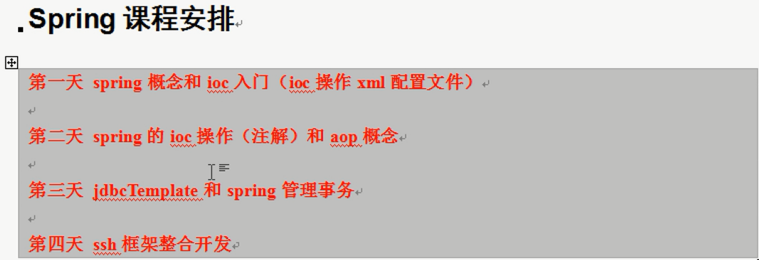 Spring 课程安排
第一天 spring 概念和 ioc 入门（ioc 操作 xml 配置文件）
第二天 spring 的 ioc 操作（注解）和 aop 概念
第三天 jdbcTemplate 和 spring 管理事务
第四天 ssh 框架整合开发